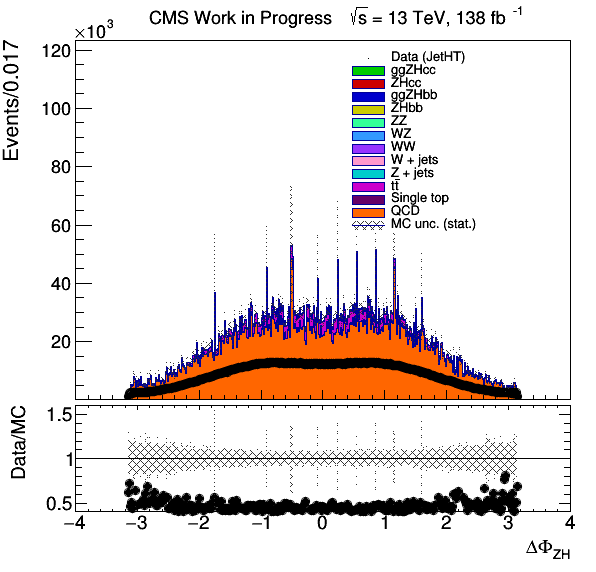 CMS Work in Progress √s = 13 TeV, 138 fb⁻¹
×10³
Events/0.017
120
100
80
60
40
20
Data (JetHT)
ggZHcc
ZHcc
ggZHbb
ZHbb
ZZ
WZ
WW
W + jets
Z + jets
tt̄
Single top
QCD
MC unc. (stat.)
Data/MC
1.5
1
0.5
−4 −3 −2 −1 0 1 2 3 4
ΔΦ_ZH